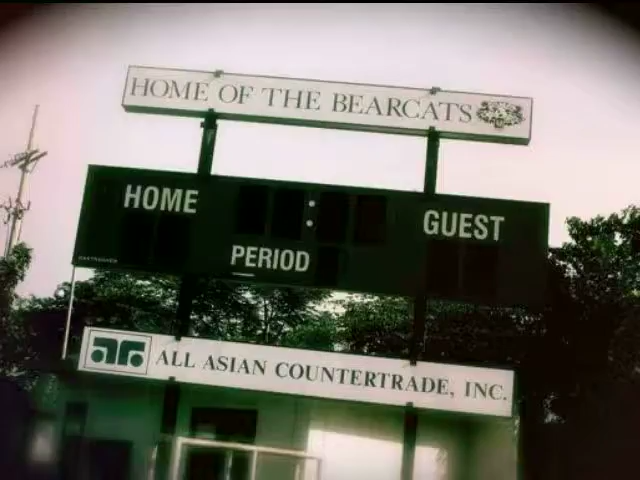 HOME OF THE BEARCATS
HOME
GUEST
PERIOD
ALL ASIAN COUNTERTRADE, INC.